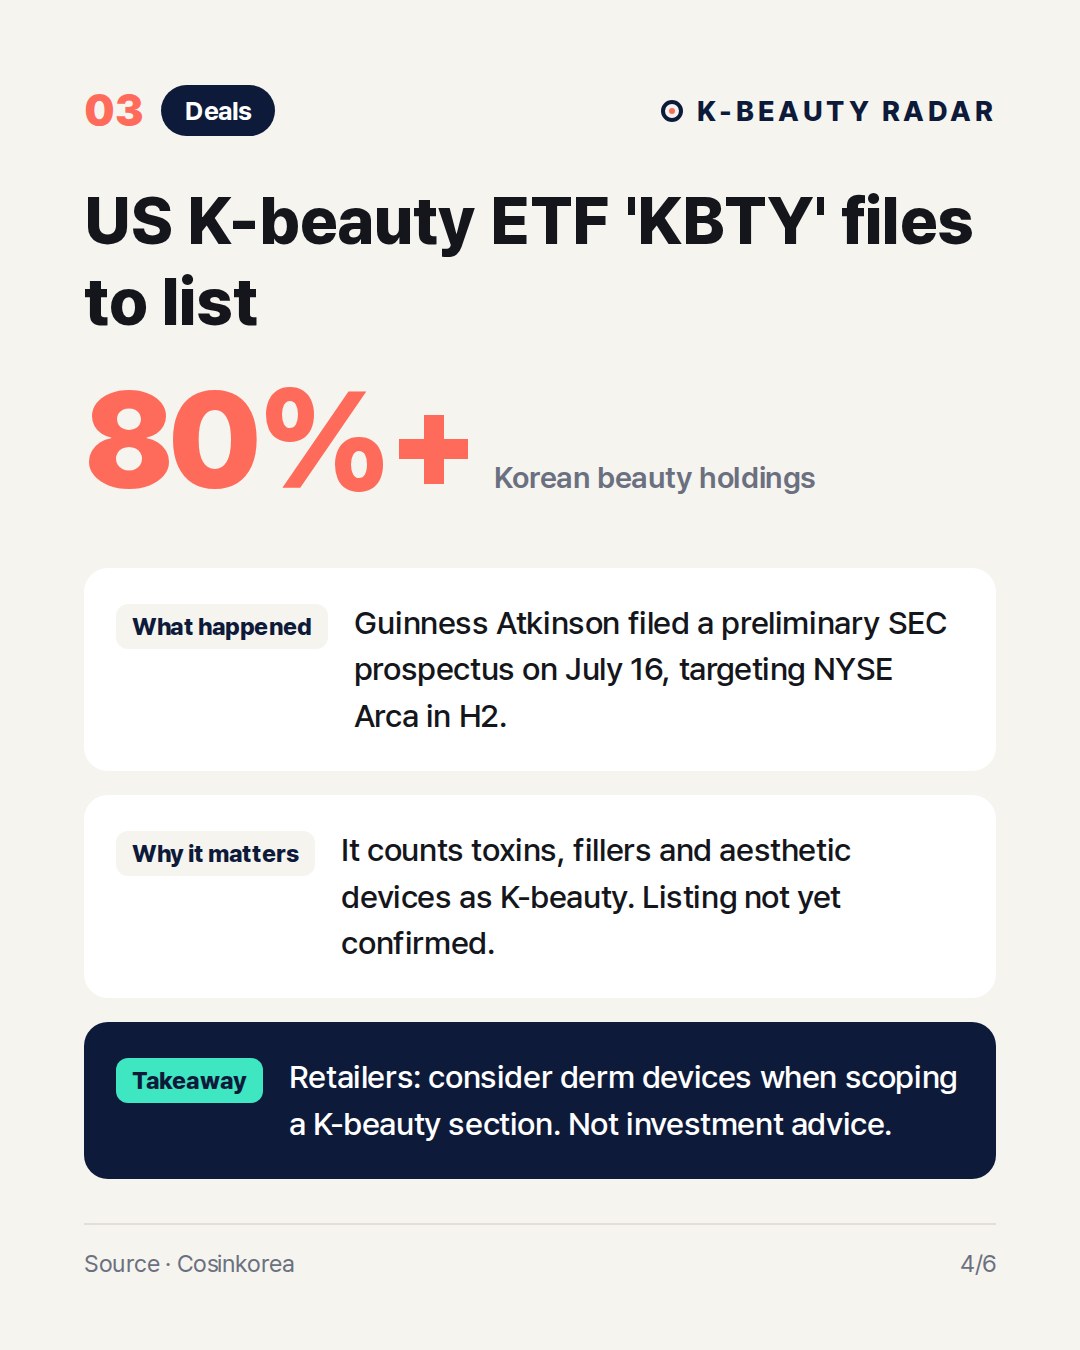 03 Deals
K-BEAUTY RADAR
US K-beauty ETF 'KBTY' files
to list
80%+ Korean beauty holdings
What happened
Guinness Atkinson filed a preliminary SEC
prospectus on July 16, targeting NYSE
Arca in H2.
Why it matters
It counts toxins, fillers and aesthetic
devices as K-beauty. Listing not yet
confirmed.
Takeaway
Retailers: consider derm devices when scoping
a K-beauty section. Not investment advice.
Source · Cosinkorea
4/6